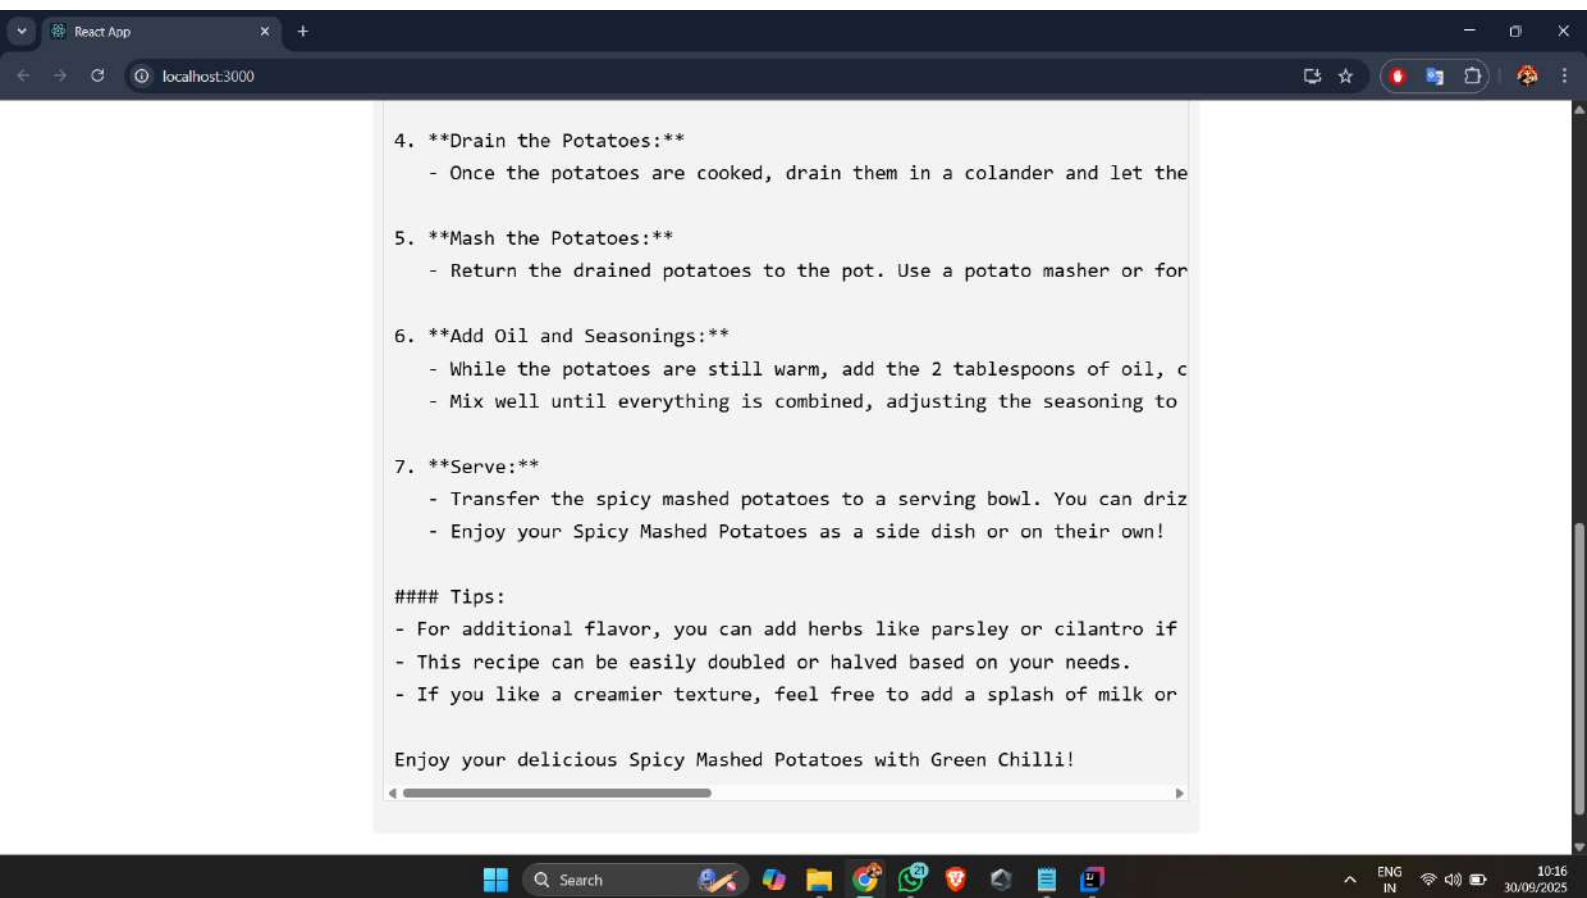 React App
localhost:3000
4. **Drain the Potatoes:**
- Once the potatoes are cooked, drain them in a colander and let the
5. **Mash the Potatoes:**
- Return the drained potatoes to the pot. Use a potato masher or for
6. **Add Oil and Seasonings:**
- While the potatoes are still warm, add the 2 tablespoons of oil, c
- Mix well until everything is combined, adjusting the seasoning to
7. **Serve:**
- Transfer the spicy mashed potatoes to a serving bowl. You can driz
- Enjoy your Spicy Mashed Potatoes as a side dish or on their own!
#### Tips:
- For additional flavor, you can add herbs like parsley or cilantro if
- This recipe can be easily doubled or halved based on your needs.
- If you like a creamier texture, feel free to add a splash of milk or
Enjoy your delicious Spicy Mashed Potatoes with Green Chilli!
Search
21
ENG
IN
10:16
30/09/2025